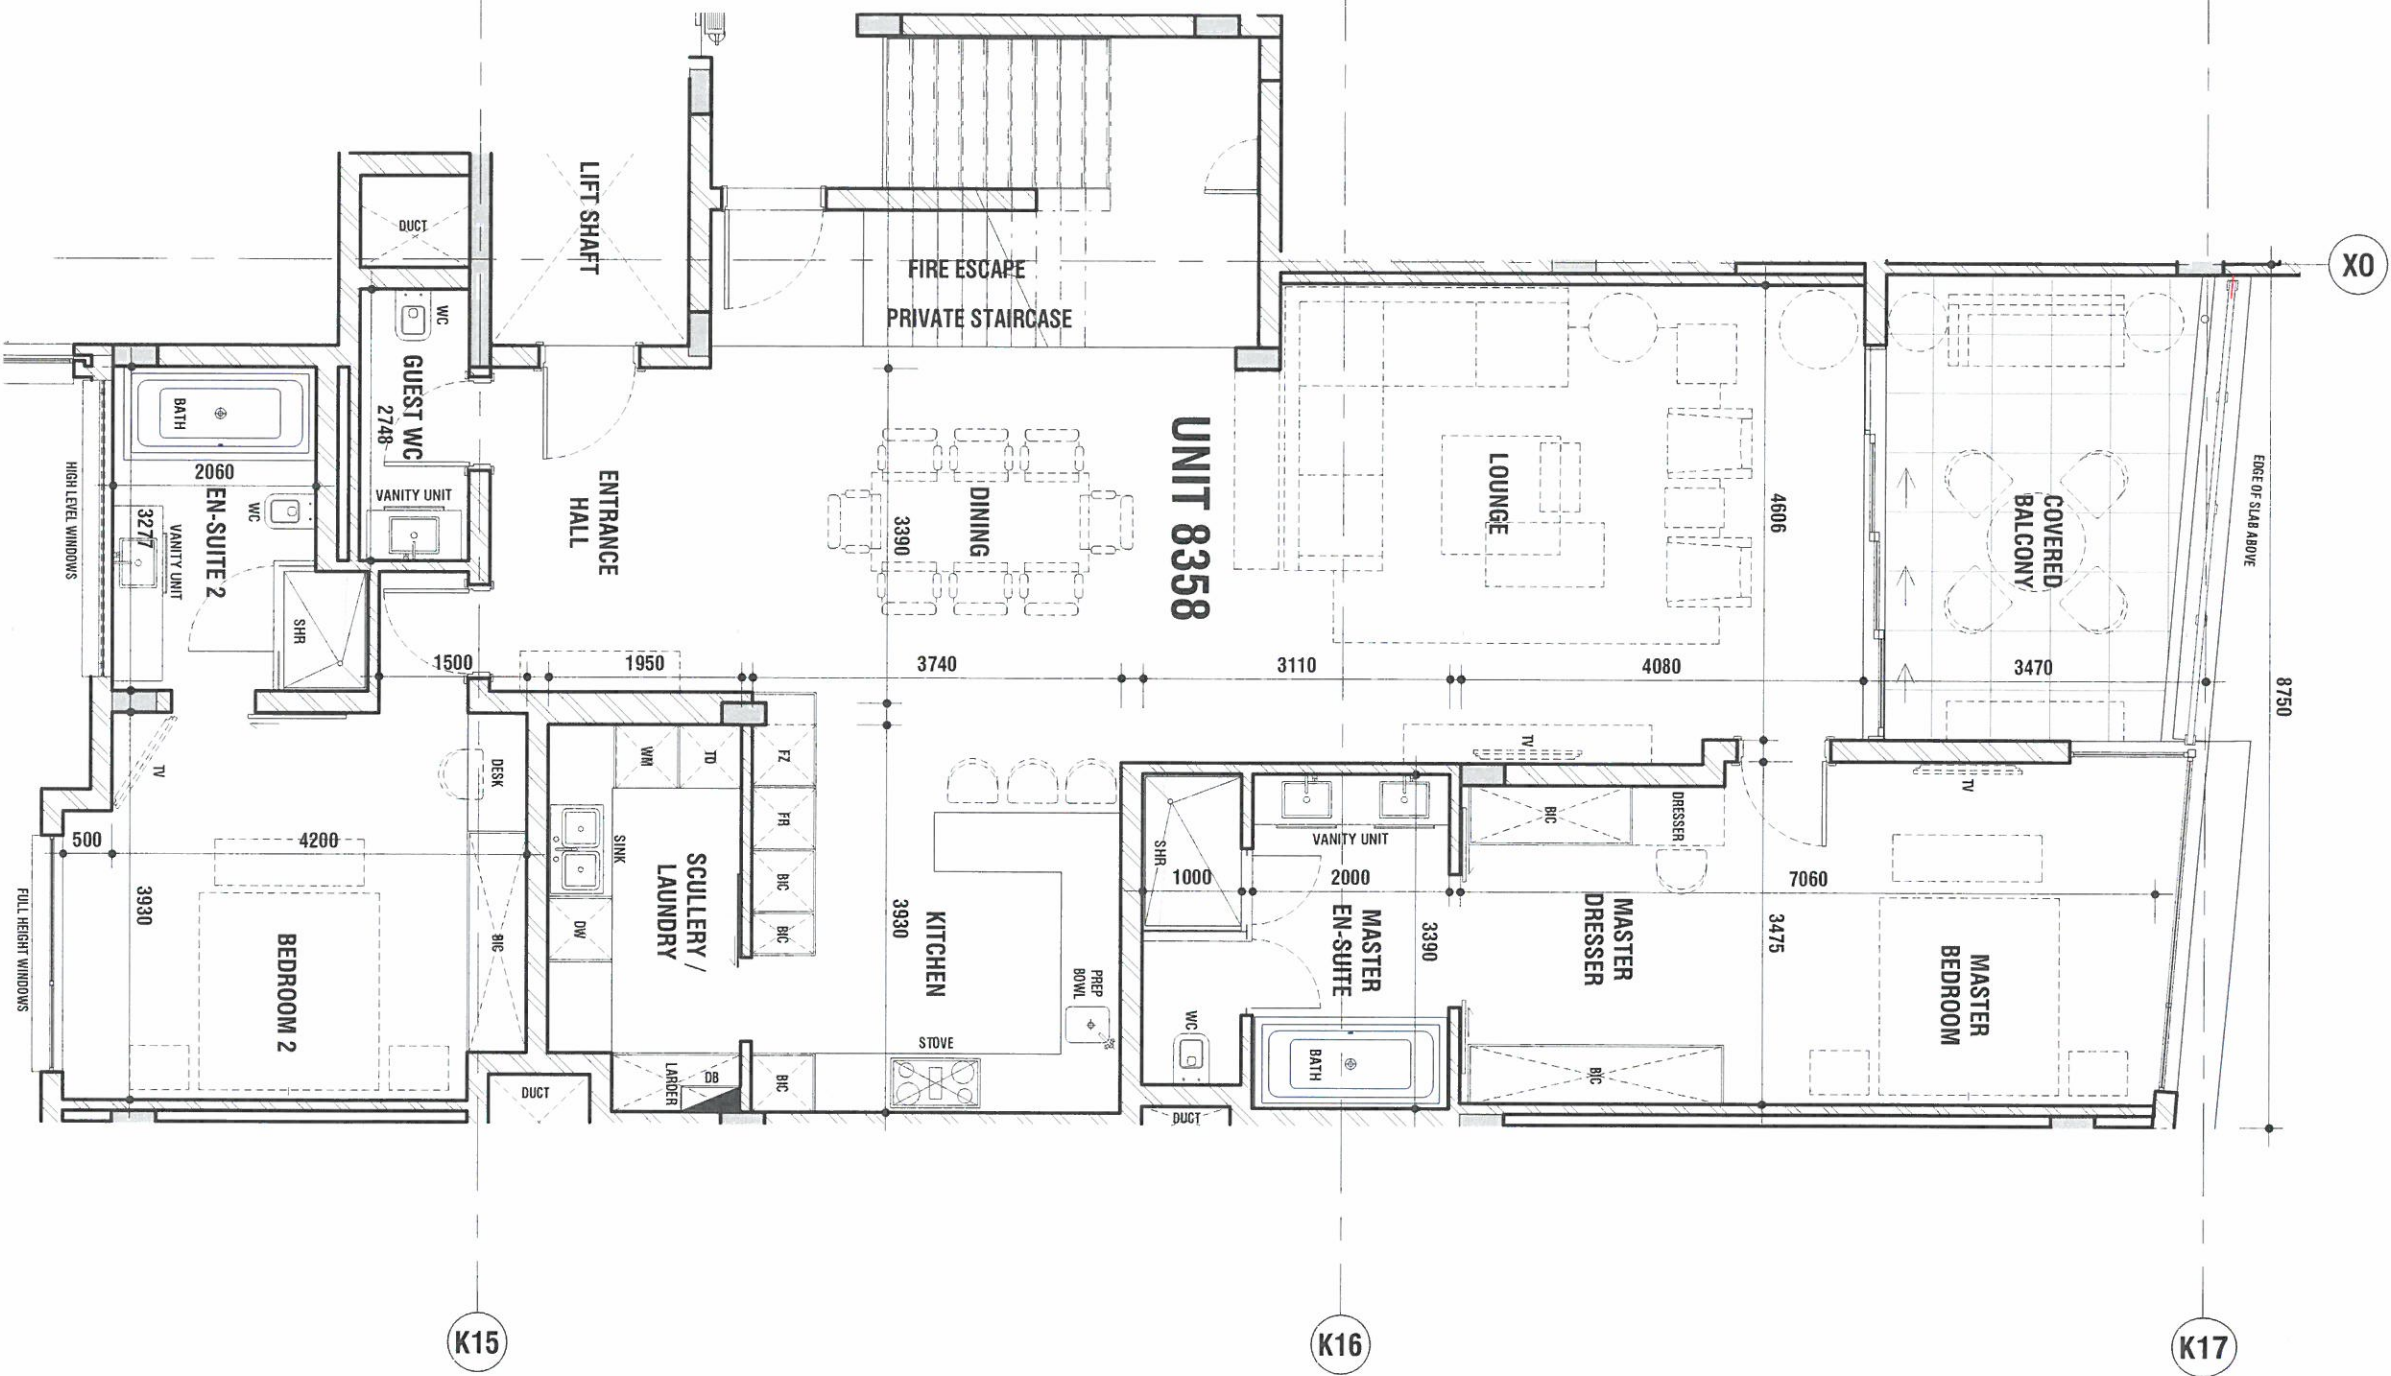 LIFT SHAFT
DUCT
FIRE ESCAPE
PRIVATE STAIRCASE
X0
WC
GUEST WC
2748
VANITY UNIT
BATH
2060
EN-SUITE 2
WC
3277
VANITY UNIT
SHR
HIGH LEVEL WINDOWS
ENTRANCE
HALL
DINING
3390
UNIT 8358
LOUNGE
4606
COVERED
BALCONY
EDGE OF SLAB ABOVE
8750
1500
1950
3740
3110
4080
3470
TV
DESK
500
4200
3930
FULL HEIGHT WINDOWS
BEDROOM 2
BIC
WM
TD
SINK
DW
SCULLERY /
LAUNDRY
FZ
FR
BIC
BIC
BIC
LARDER
DB
DUCT
3930
KITCHEN
PREP
BOWL
STOVE
SHR
1000
VANITY UNIT
2000
MASTER
EN-SUITE
3390
WC
BATH
DUCT
TV
BIC
DRESSER
MASTER
DRESSER
BIC
7060
3475
TV
MASTER
BEDROOM
K15
K16
K17